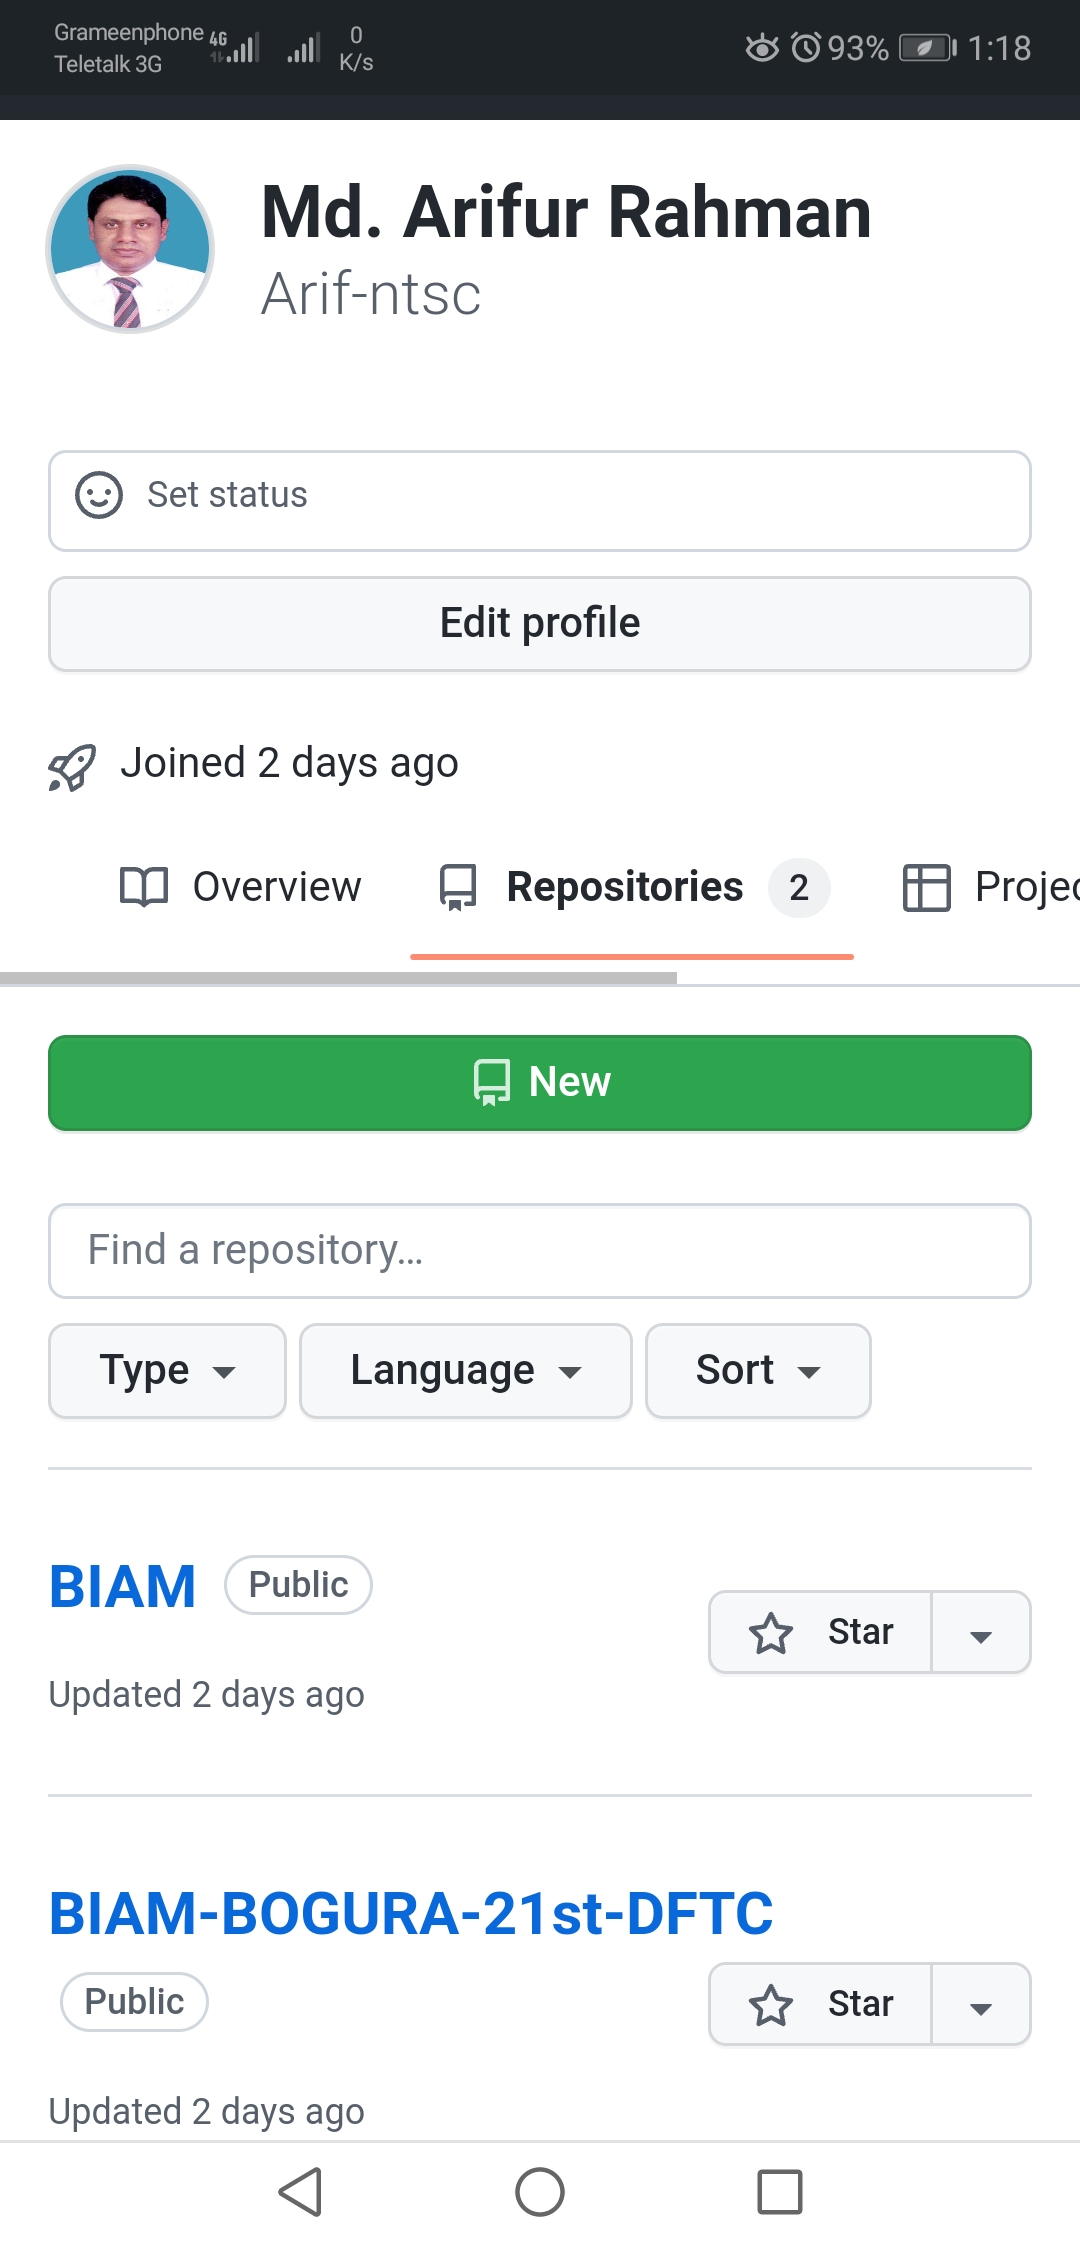 Grameenphone 4G 0 93% 1:18
Teletalk 3G K/s
Md. Arifur Rahman
Arif-ntsc
Set status
Edit profile
Joined 2 days ago
Overview Repositories 2 Projec
New
Find a repository...
Type Language Sort
BIAM Public
Star
Updated 2 days ago
BIAM-BOGURA-21st-DFTC
Public Star
Updated 2 days ago